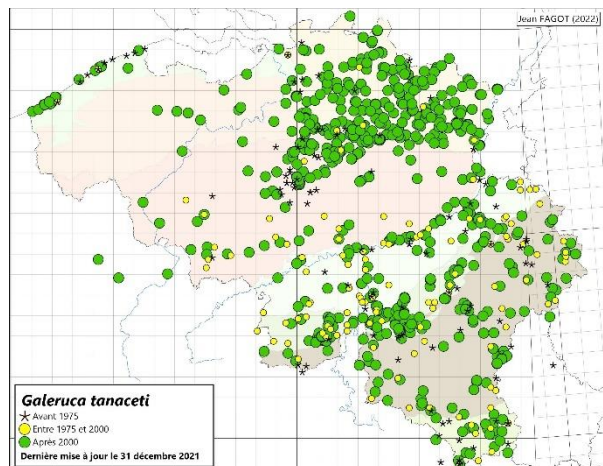 Jean FAGOT (2022)
Galeruca tanaceti
Avant 1975
Entre 1975 et 2000
Après 2000
Dernière mise à jour le 31 décembre 2021